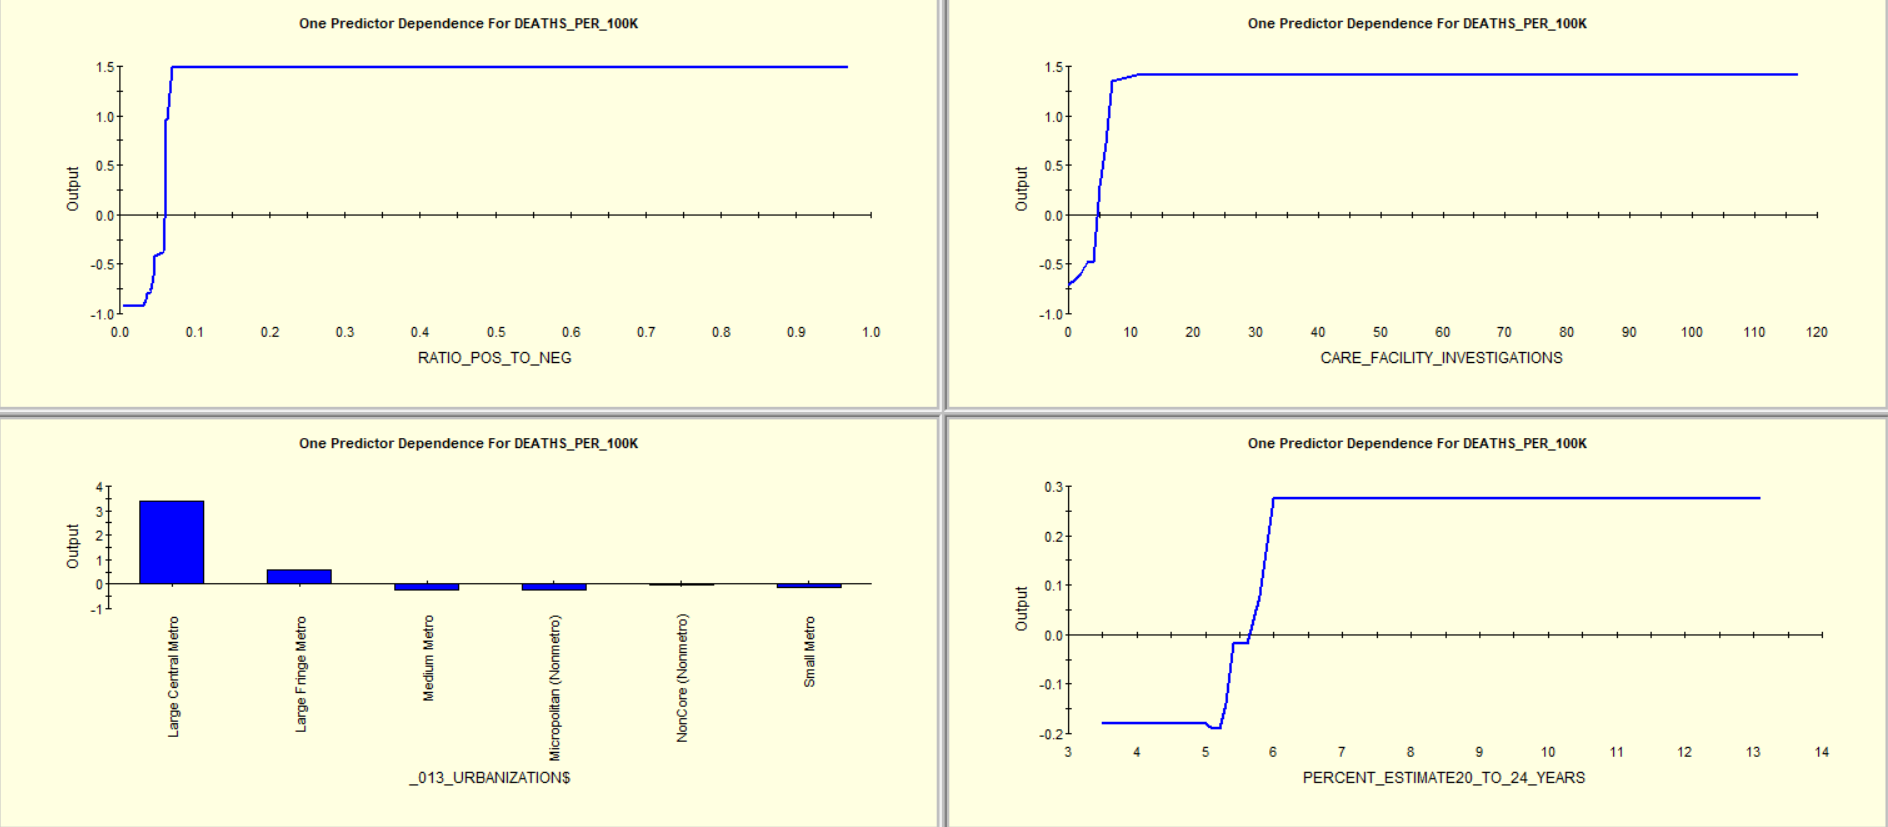 One Predictor Dependence For DEATHS_PER_100K
1.5
1.0
0.5
0.0
-0.5
-1.0
Output
0.0 0.1 0.2 0.3 0.4 0.5 0.6 0.7 0.8 0.9 1.0
RATIO_POS_TO_NEG
One Predictor Dependence For DEATHS_PER_100K
1.5
1.0
0.5
0.0
-0.5
-1.0
Output
0 10 20 30 40 50 60 70 80 90 100 110 120
CARE_FACILITY_INVESTIGATIONS
One Predictor Dependence For DEATHS_PER_100K
4
3
2
1
0
-1
Output
Large Central Metro
Large Fringe Metro
Medium Metro
Micropolitan (Nonmetro)
NonCore (Nonmetro)
Small Metro
_013_URBANIZATION$
One Predictor Dependence For DEATHS_PER_100K
0.3
0.2
0.1
0.0
-0.1
-0.2
Output
3 4 5 6 7 8 9 10 11 12 13 14
PERCENT_ESTIMATE20_TO_24_YEARS